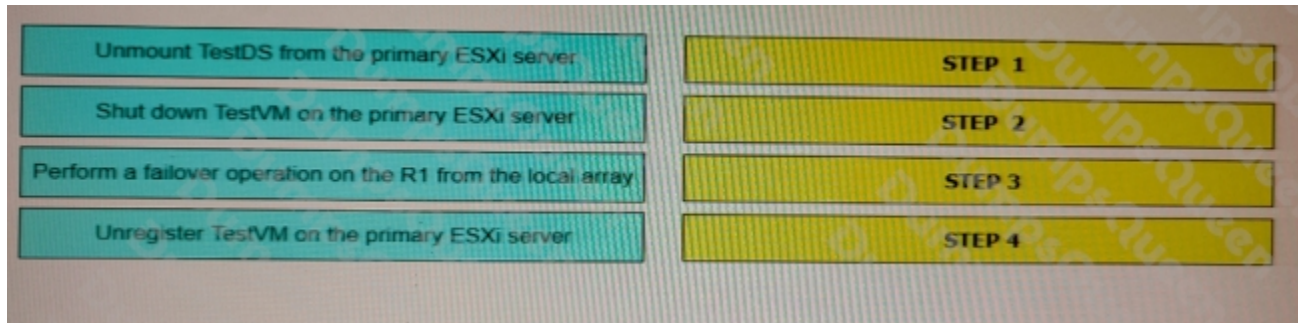 Unmount TestDS from the primary ESXi server
STEP 1
Shut down TestVM on the primary ESXi server
STEP 2
Perform a failover operation on the R1 from the local array
STEP 3
Unregister TestVM on the primary ESXi server
STEP 4
DumpsQueen